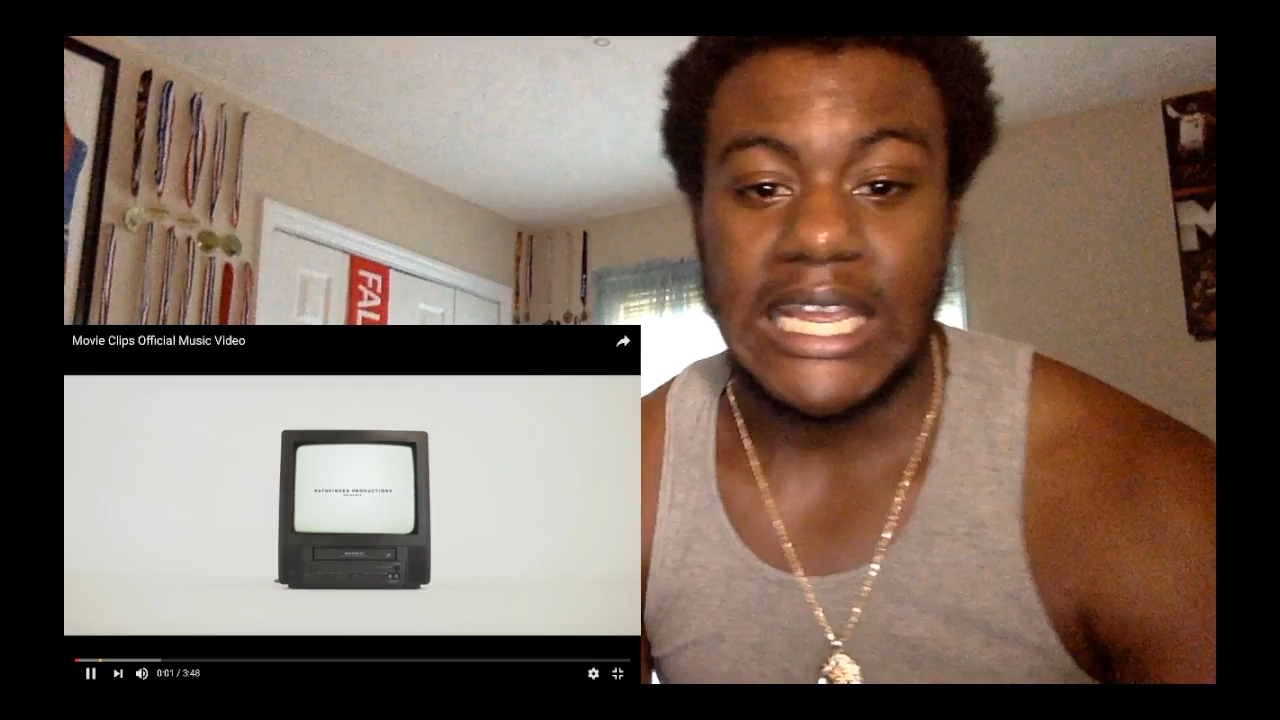 FAL
Movie Clips Official Music Video
PATHFINDER PRODUCTIONS
0:01 / 3:48